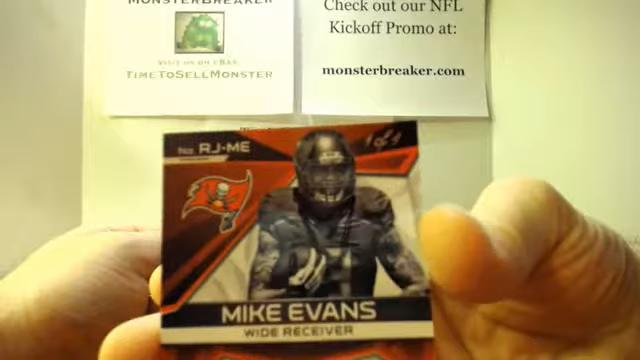 MONSTERBREAKER
VISIT US ON EBAY:
TIMETOSELLMONSTER
Check out our NFL
Kickoff Promo at:
monsterbreaker.com
No. RJ-ME
MIKE EVANS
WIDE RECEIVER